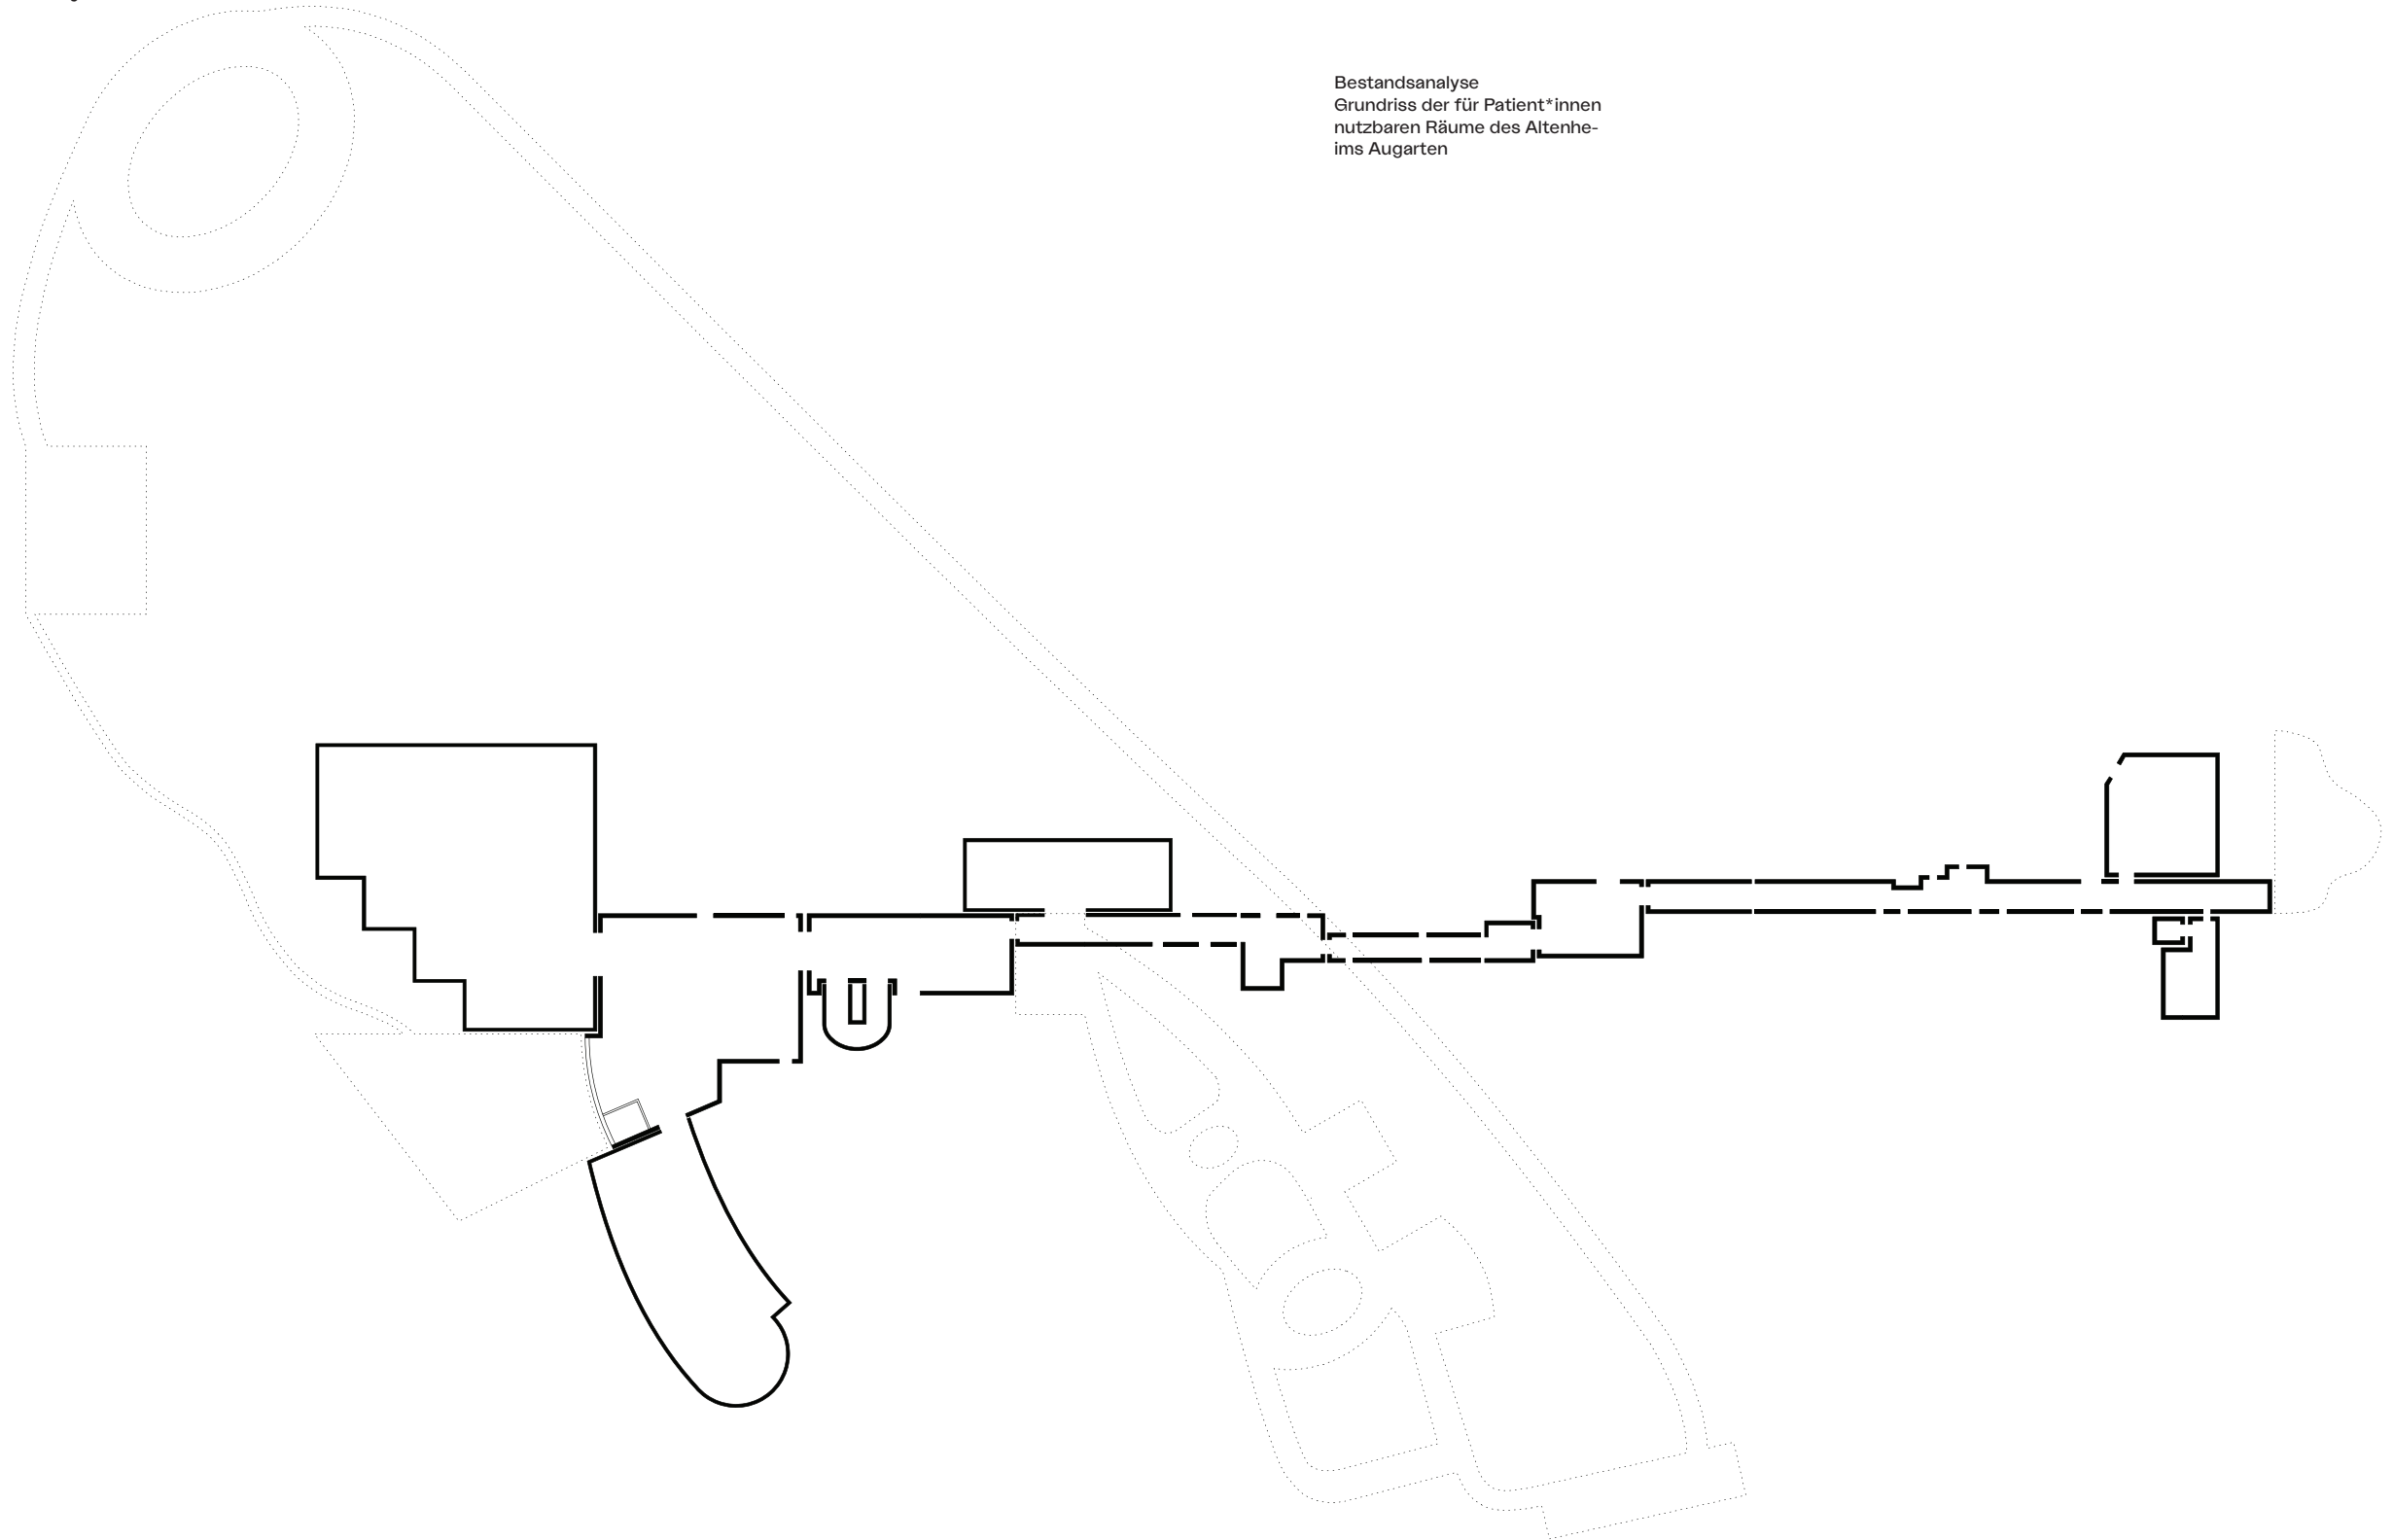 Bestandsanalyse
Grundriss der für Patient*innen
nutzbaren Räume des Altenhe-
ims Augarten